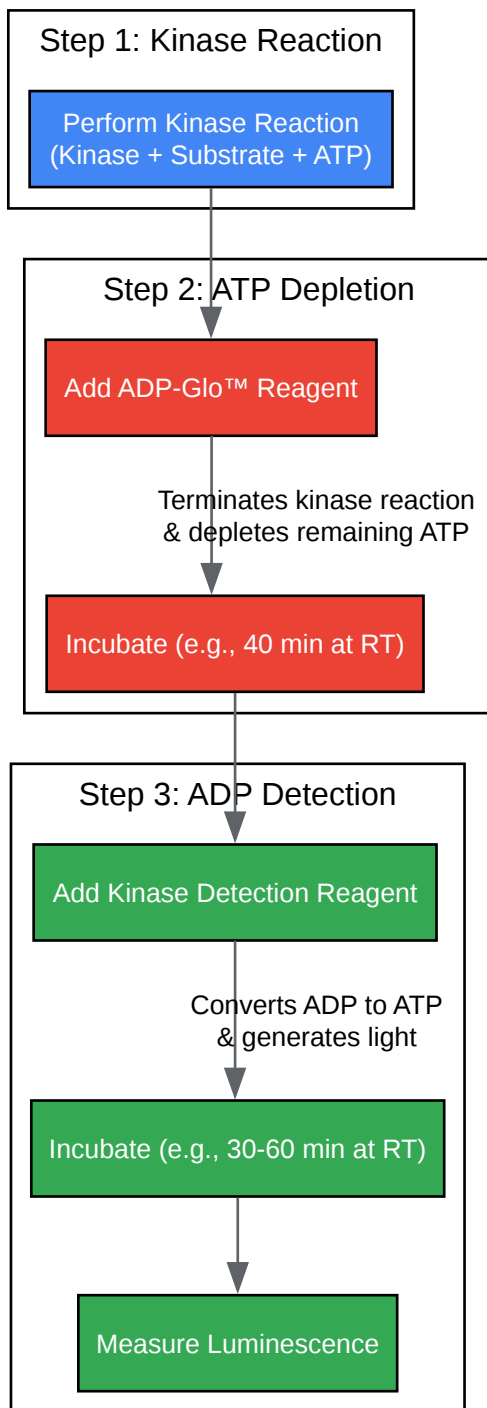 Step 1: Kinase Reaction
Perform Kinase Reaction
(Kinase + Substrate + ATP)
Step 2: ATP Depletion
Add ADP-Glo™ Reagent
Terminates kinase reaction
& depletes remaining ATP
Incubate (e.g., 40 min at RT)
Step 3: ADP Detection
Add Kinase Detection Reagent
Converts ADP to ATP
& generates light
Incubate (e.g., 30-60 min at RT)
Measure Luminescence